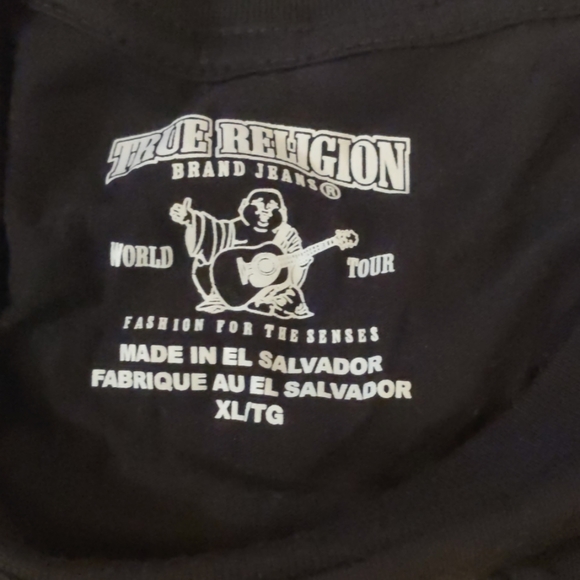 TRUE RELIGION
BRAND JEANS®
WORLD TOUR
FASHION FOR THE SENSES
MADE IN EL SALVADOR
FABRIQUE AU EL SALVADOR
XL/TG